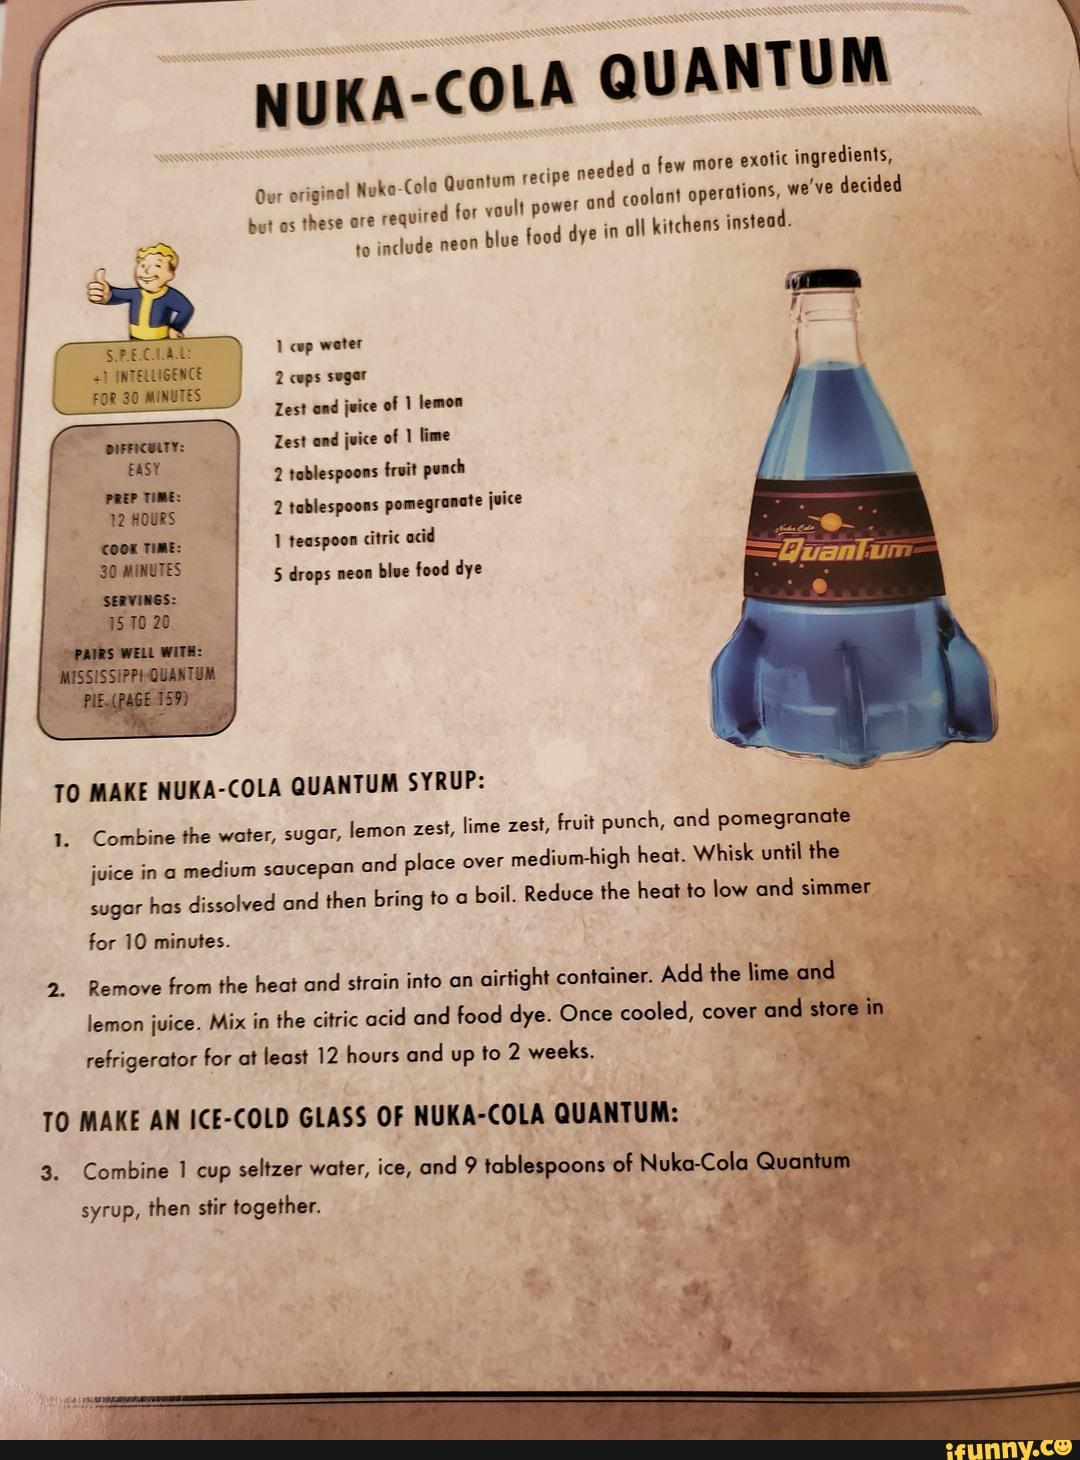 NUKA-COLA QUANTUM
Our original Nuka-Cola Quantum recipe needed a few more exotic ingredients,
but as these are required for vault power and coolant operations, we've decided
to include neon blue food dye in all kitchens instead.
S.P.E.C.I.A.L:
+1 INTELLIGENCE
FOR 30 MINUTES
DIFFICULTY:
EASY
PREP TIME:
12 HOURS
COOK TIME:
30 MINUTES
SERVINGS:
15 TO 20
PAIRS WELL WITH:
MISSISSIPPI QUANTUM
PIE (PAGE 159)
1 cup water
2 cups sugar
Zest and juice of 1 lemon
Zest and juice of 1 lime
2 tablespoons fruit punch
2 tablespoons pomegranate juice
1 teaspoon citric acid
5 drops neon blue food dye
Nuka Cola
Quantum
TO MAKE NUKA-COLA QUANTUM SYRUP:
1. Combine the water, sugar, lemon zest, lime zest, fruit punch, and pomegranate
juice in a medium saucepan and place over medium-high heat. Whisk until the
sugar has dissolved and then bring to a boil. Reduce the heat to low and simmer
for 10 minutes.
2. Remove from the heat and strain into an airtight container. Add the lime and
lemon juice. Mix in the citric acid and food dye. Once cooled, cover and store in
refrigerator for at least 12 hours and up to 2 weeks.
TO MAKE AN ICE-COLD GLASS OF NUKA-COLA QUANTUM:
3. Combine 1 cup seltzer water, ice, and 9 tablespoons of Nuka-Cola Quantum
syrup, then stir together.
ifunny.co